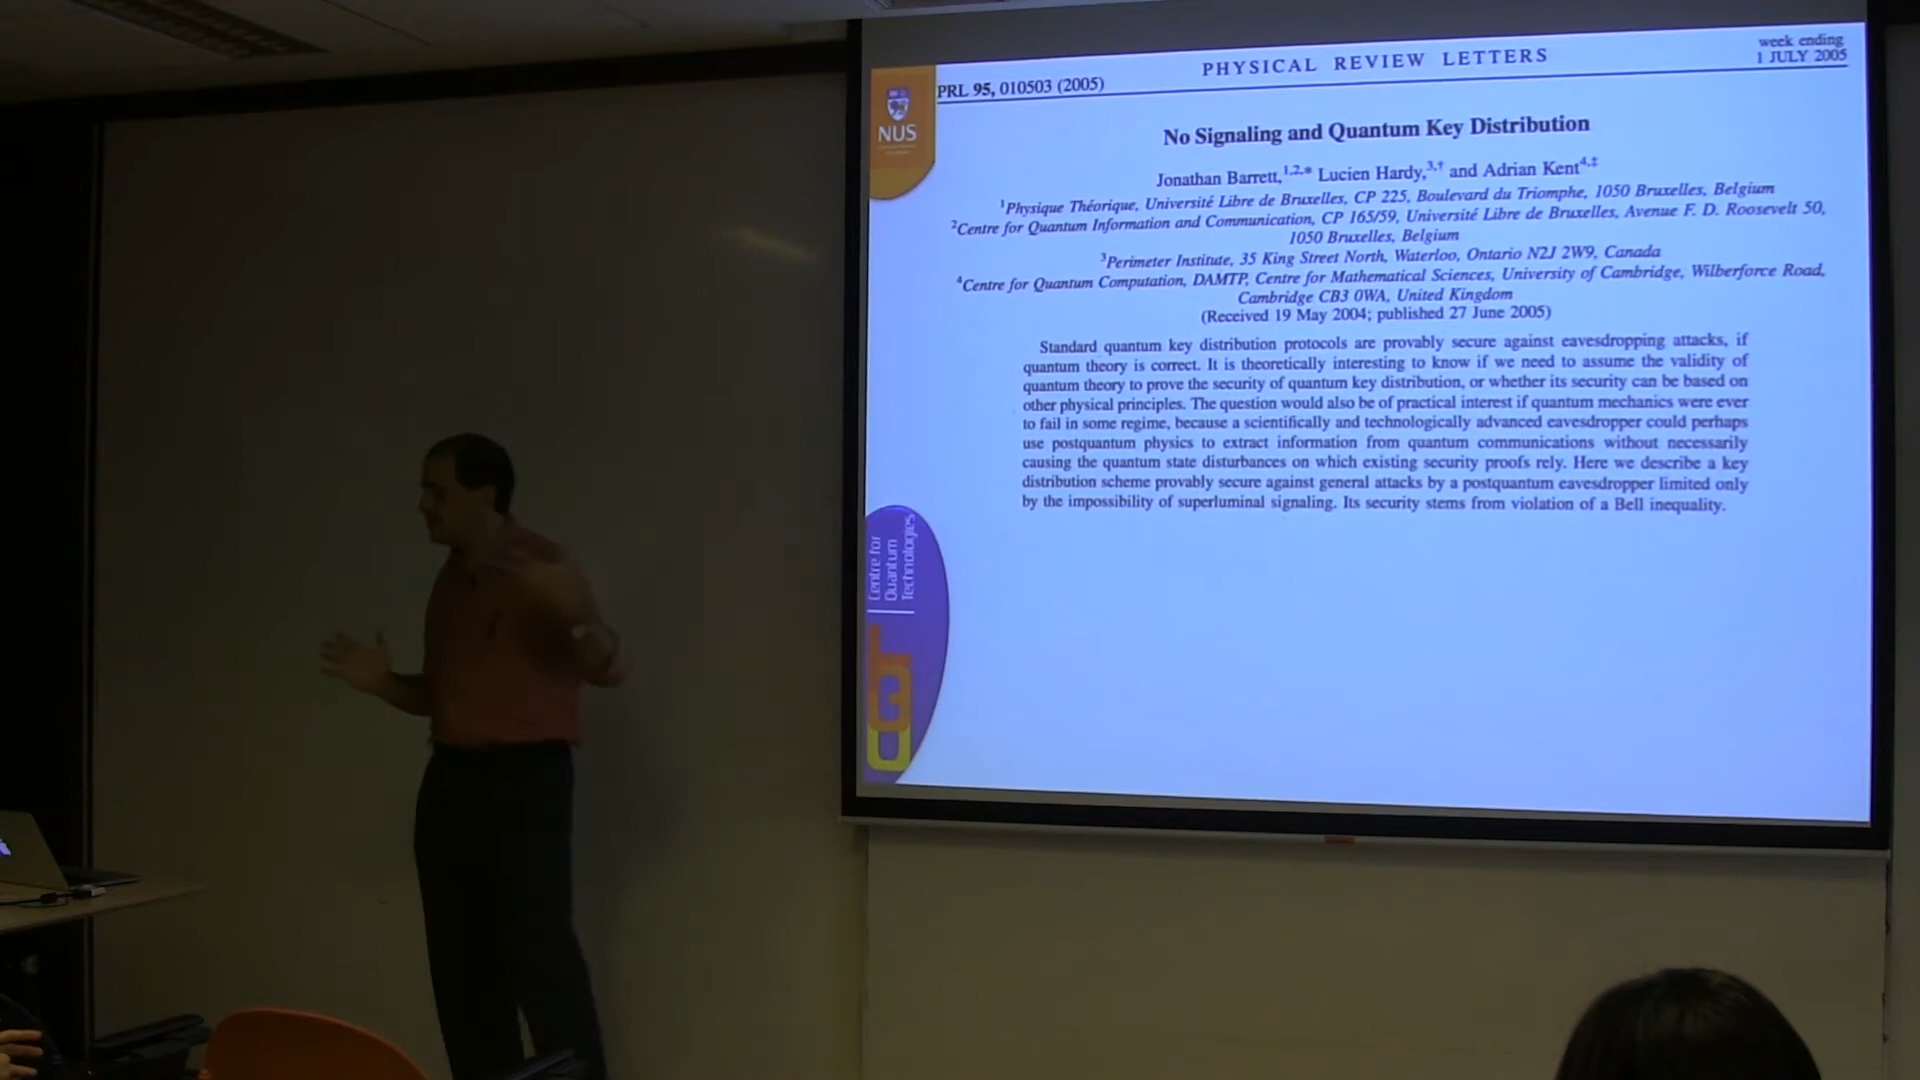 week ending
1 JULY 2005
PHYSICAL REVIEW LETTERS
PRL 95, 010503 (2005)
NUS
No Signaling and Quantum Key Distribution
Jonathan Barrett,1,2,* Lucien Hardy,3,† and Adrian Kent4,‡
1Physique Théorique, Université Libre de Bruxelles, CP 225, Boulevard du Triomphe, 1050 Bruxelles, Belgium
2Centre for Quantum Information and Communication, CP 165/59, Université Libre de Bruxelles, Avenue F. D. Roosevelt 50,
1050 Bruxelles, Belgium
3Perimeter Institute, 35 King Street North, Waterloo, Ontario N2J 2W9, Canada
4Centre for Quantum Computation, DAMTP, Centre for Mathematical Sciences, University of Cambridge, Wilberforce Road,
Cambridge CB3 0WA, United Kingdom
(Received 19 May 2004; published 27 June 2005)
Standard quantum key distribution protocols are provably secure against eavesdropping attacks, if
quantum theory is correct. It is theoretically interesting to know if we need to assume the validity of
quantum theory to prove the security of quantum key distribution, or whether its security can be based on
other physical principles. The question would also be of practical interest if quantum mechanics were ever
to fail in some regime, because a scientifically and technologically advanced eavesdropper could perhaps
use postquantum physics to extract information from quantum communications without necessarily
causing the quantum state disturbances on which existing security proofs rely. Here we describe a key
distribution scheme provably secure against general attacks by a postquantum eavesdropper limited only
by the impossibility of superluminal signaling. Its security stems from violation of a Bell inequality.
Centre for
Quantum
Technologies